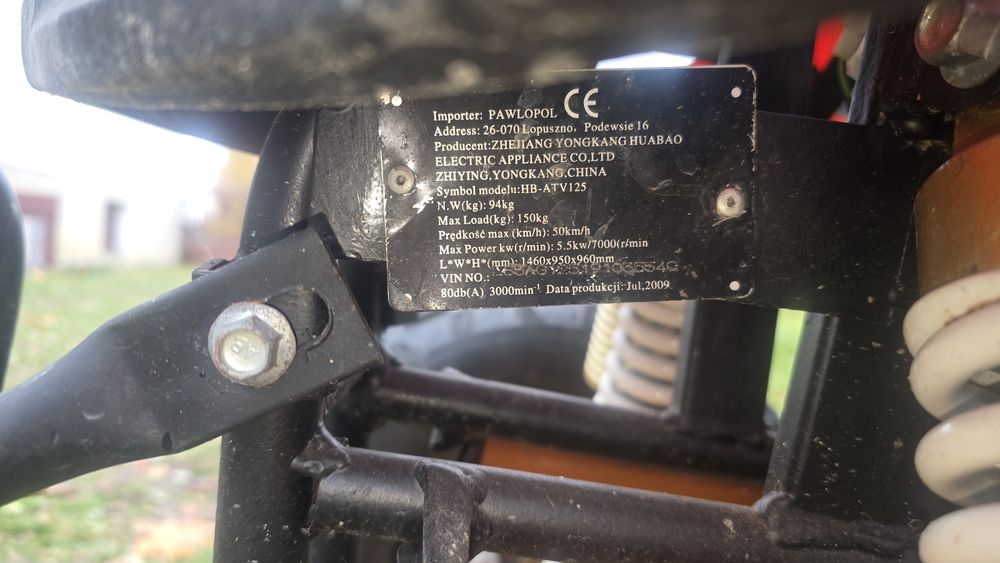 Importer: PAWLOPOL CE
Address: 26-070 Lopuszno, Podewsie 16
Producent:ZHEJIANG YONGKANG HUABAO
ELECTRIC APPLIANCE CO,LTD
ZHIYING,YONGKANG,CHINA
Symbol modelu:HB-ATV125
N.W(kg): 94kg
Max Load(kg): 150kg
Prędkość max (km/h): 50km/h
Max Power kw(r/min): 5.5kw/7000(r/min
L*W*H*(mm): 1460x950x960mm
VIN NO.:
80db(A) 3000min⁻¹ Data produkcji: Jul,2009